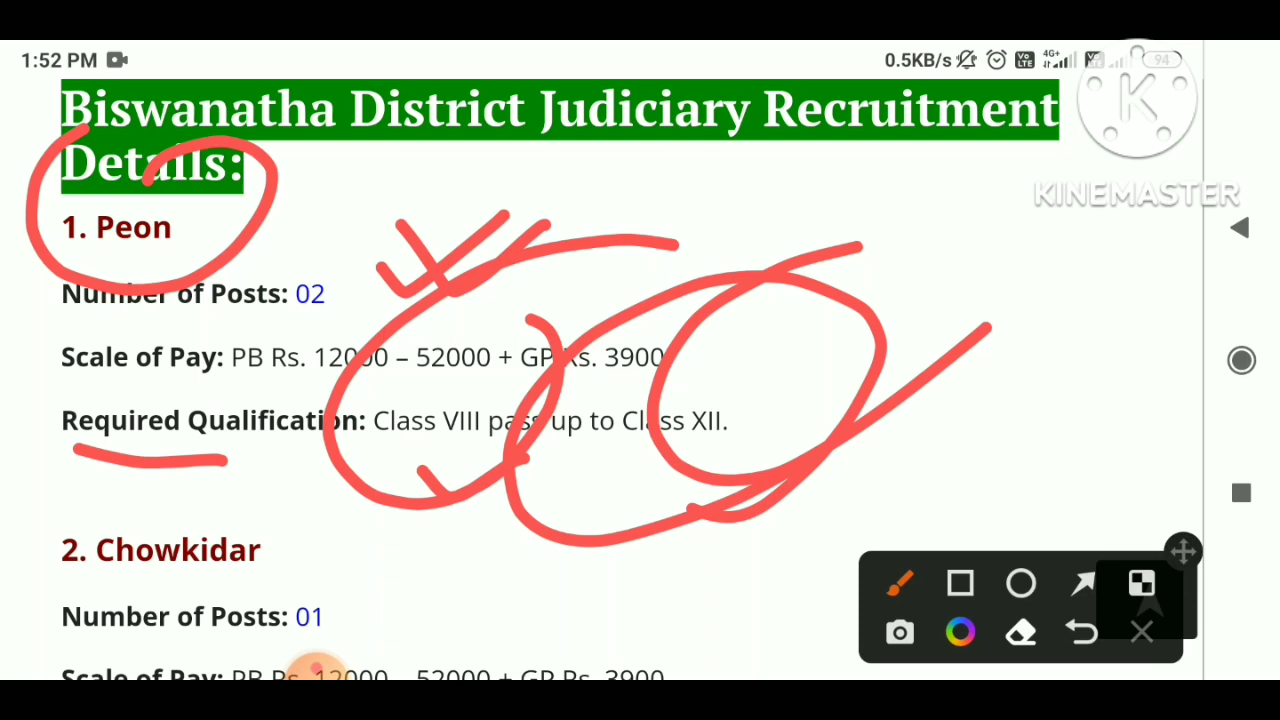 1:52 PM
0.5KB/s
4G+
94
Biswanatha District Judiciary Recruitment
Details:
KINEMASTER
1. Peon
Number of Posts: 02
Scale of Pay: PB Rs. 12000 – 52000 + GP Rs. 3900
Required Qualification: Class VIII pass up to Class XII.
2. Chowkidar
Number of Posts: 01
Scale of Pay: PB Rs. 12000 – 52000 + GP Rs. 3900